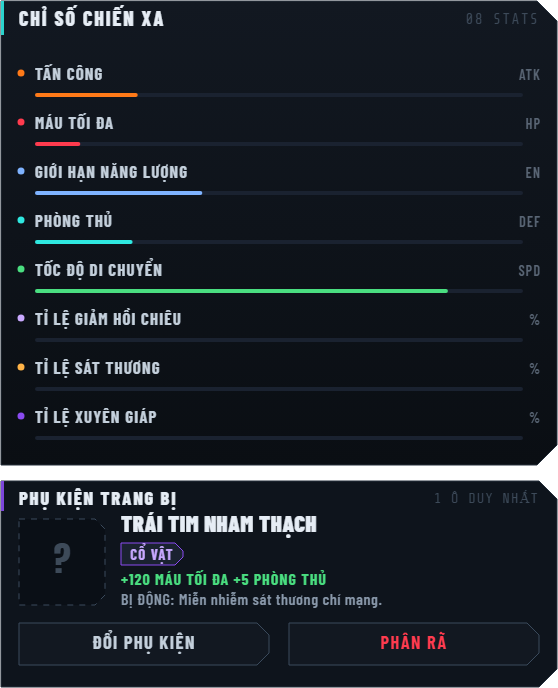 CHỈ SỐ CHIẾN XA 08 STATS
TẤN CÔNG ATK
MÁU TỐI ĐA HP
GIỚI HẠN NĂNG LƯỢNG EN
PHÒNG THỦ DEF
TỐC ĐỘ DI CHUYỂN SPD
TỈ LỆ GIẢM HỒI CHIÊU %
TỈ LỆ SÁT THƯƠNG %
TỈ LỆ XUYÊN GIÁP %
PHỤ KIỆN TRANG BỊ 1 Ô DUY NHẤT
?
TRÁI TIM NHAM THẠCH
CỔ VẬT
+120 MÁU TỐI ĐA +5 PHÒNG THỦ
BỊ ĐỘNG: Miễn nhiễm sát thương chí mạng.
ĐỔI PHỤ KIỆN PHÂN RÃ